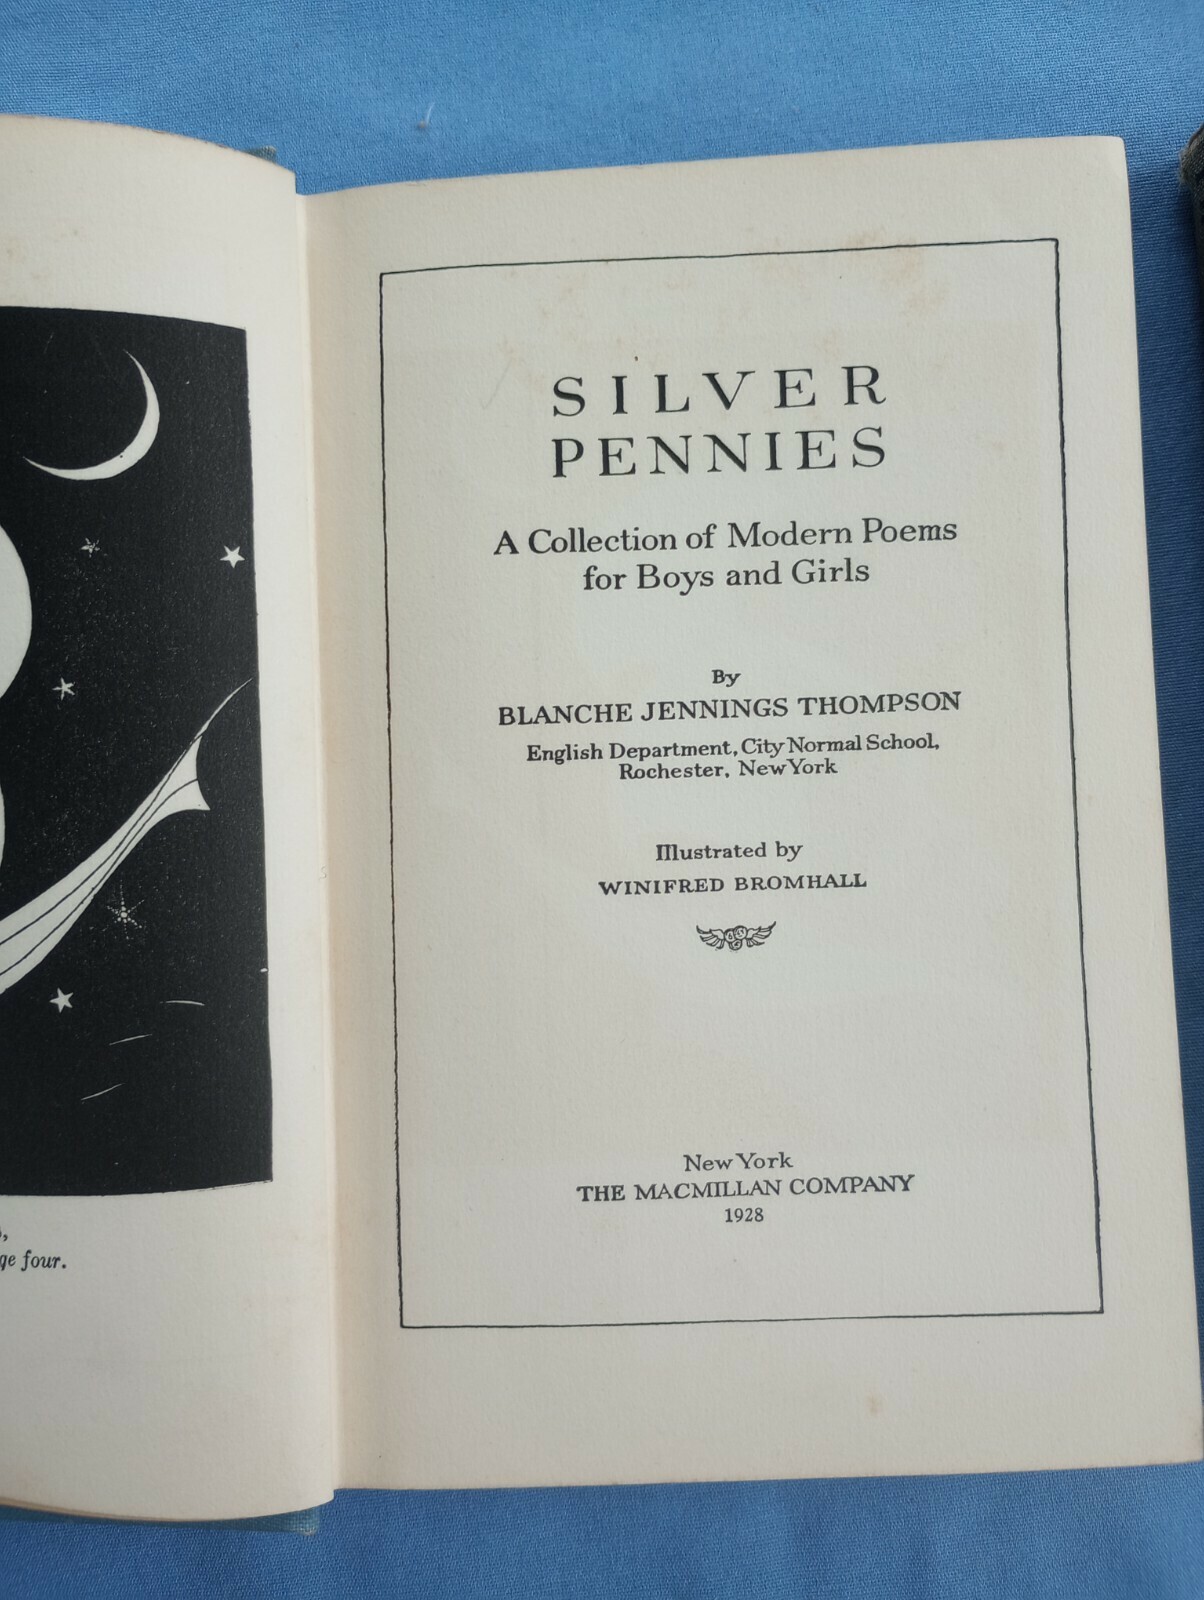 SILVER
PENNIES
A Collection of Modern Poems
for Boys and Girls
By
BLANCHE JENNINGS THOMPSON
English Department, City Normal School,
Rochester, New York
Illustrated by
WINIFRED BROMHALL
New York
THE MACMILLAN COMPANY
1928
four.